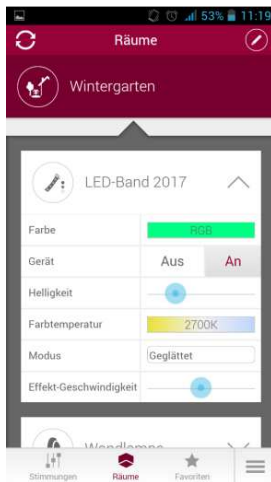 53% 11:19
Räume
Wintergarten
LED-Band 2017
Farbe RGB
Gerät Aus An
Helligkeit
Farbtemperatur 2700K
Modus Geglättet
Effekt-Geschwindigkeit
Wandlampe
Stimmungen Räume Favoriten